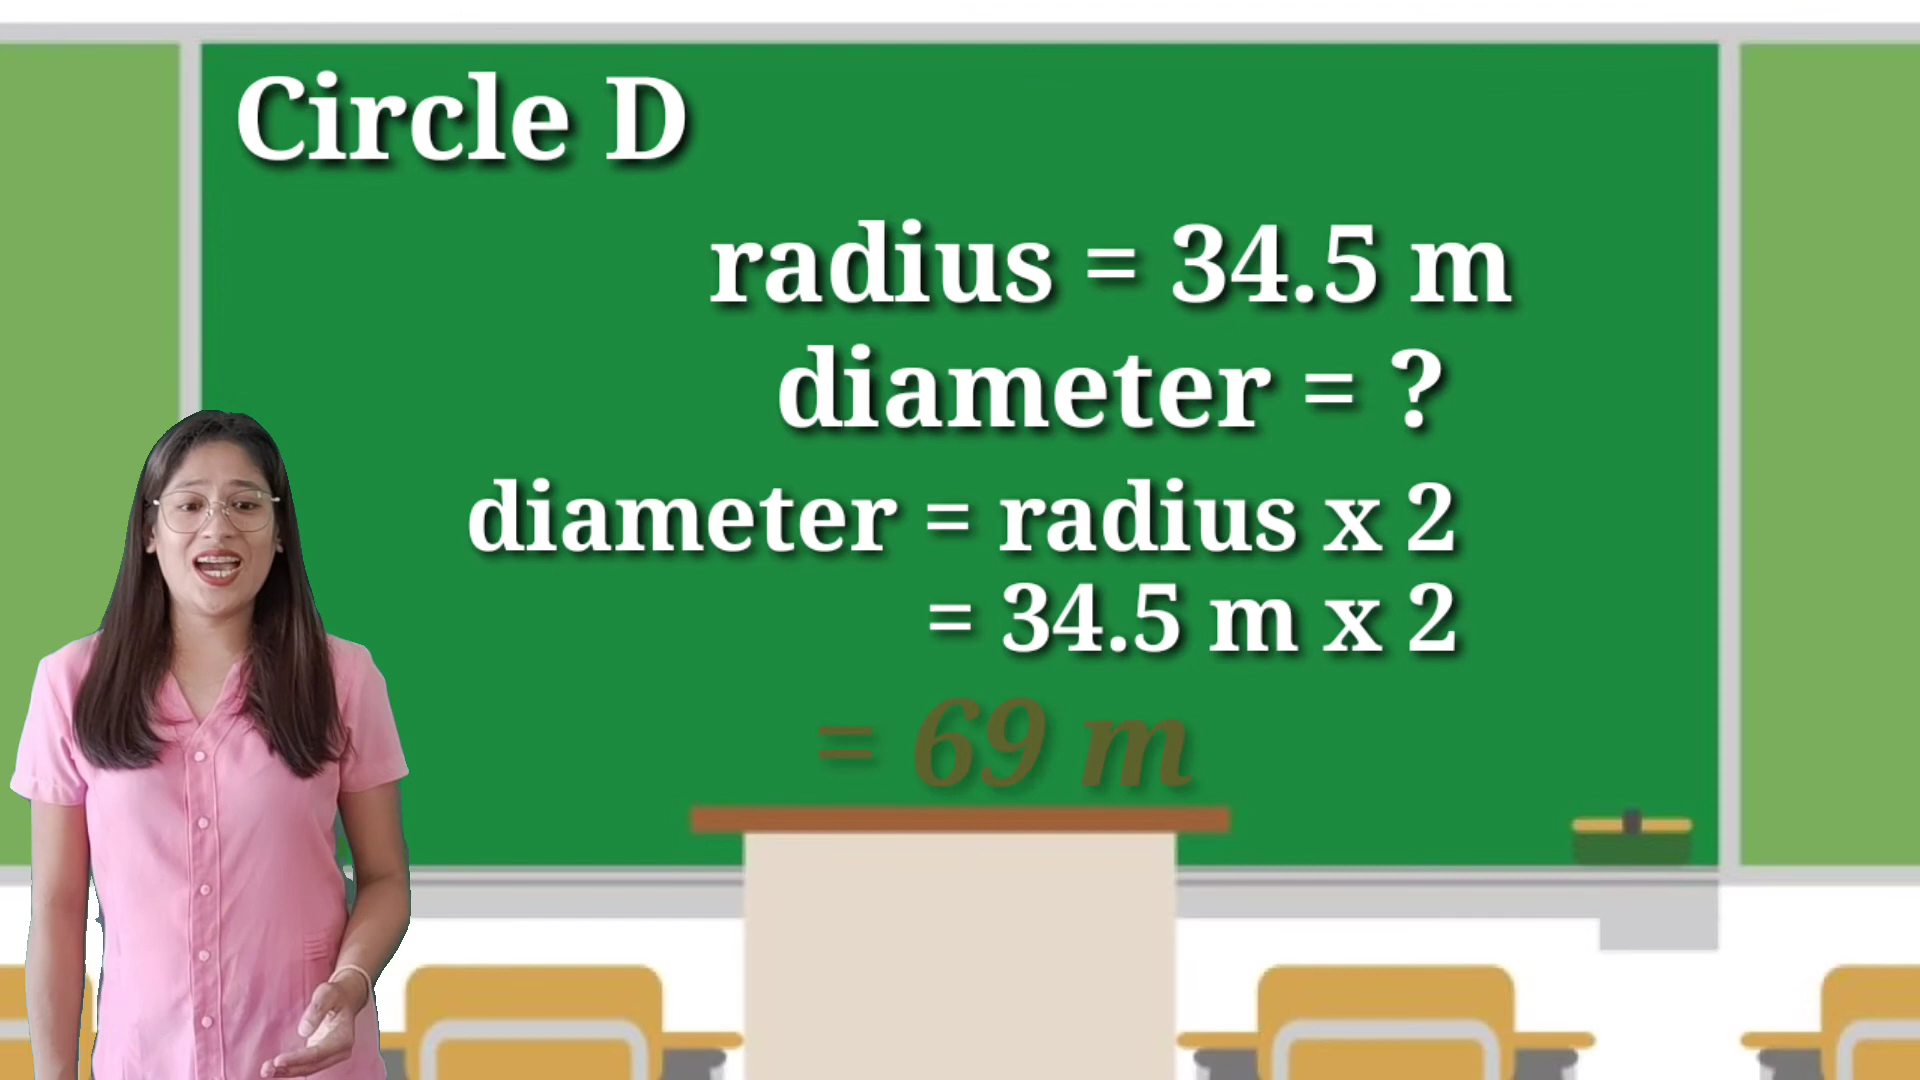 Circle D
radius = 34.5 m
diameter = ?
diameter = radius x 2
= 34.5 m x 2
= 69 m